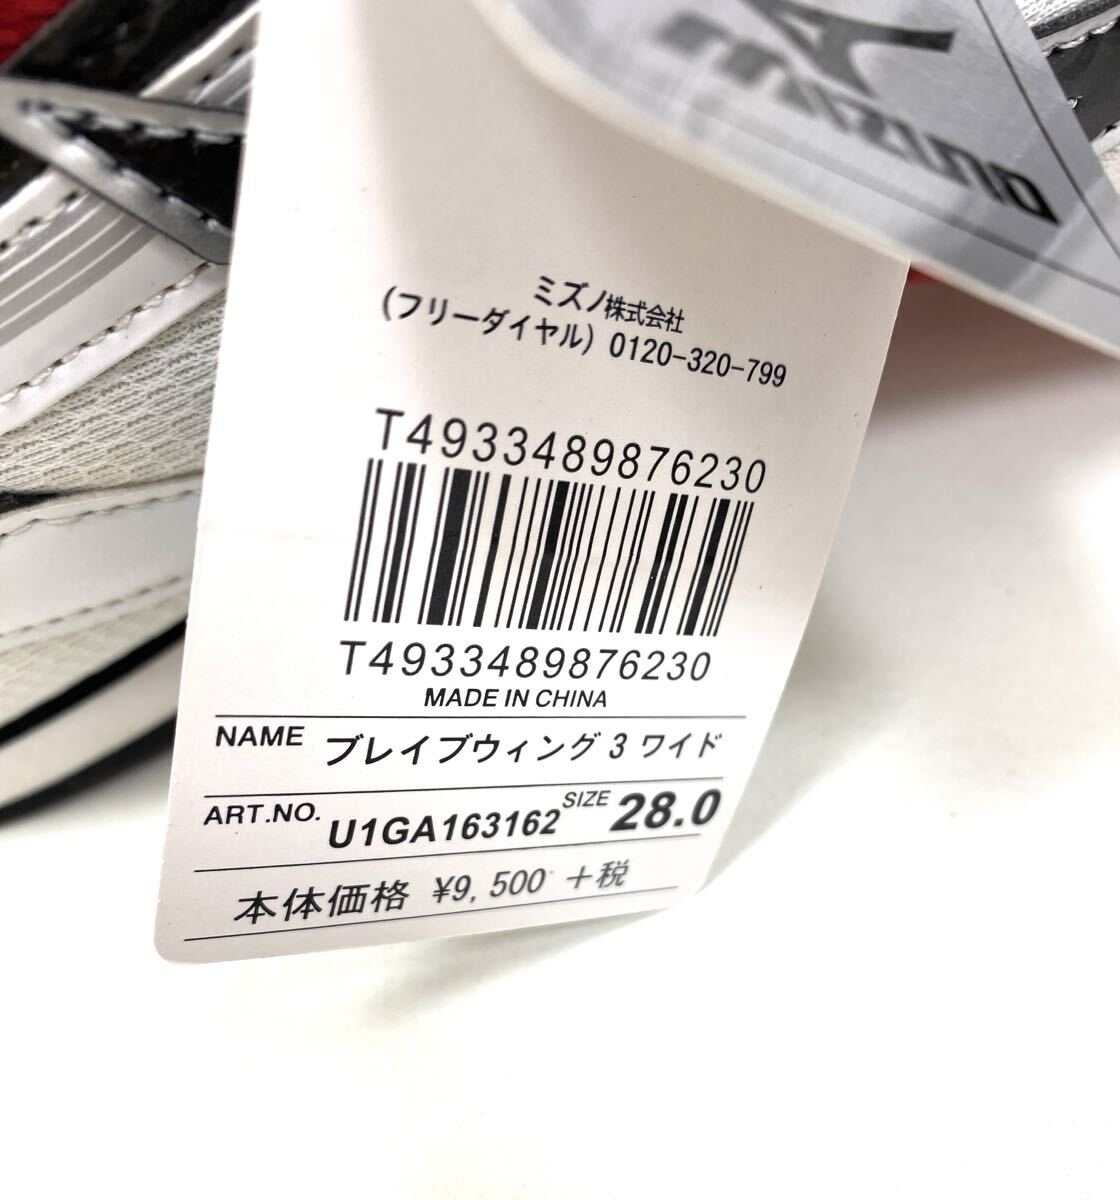 mizuno
ミズノ株式会社
(フリーダイヤル) 0120-320-799
T4933489876230
T4933489876230
MADE IN CHINA
NAME ブレイブウィング 3 ワイド
ART.NO. U1GA163162 SIZE 28.0
本体価格 ¥9,500 +税